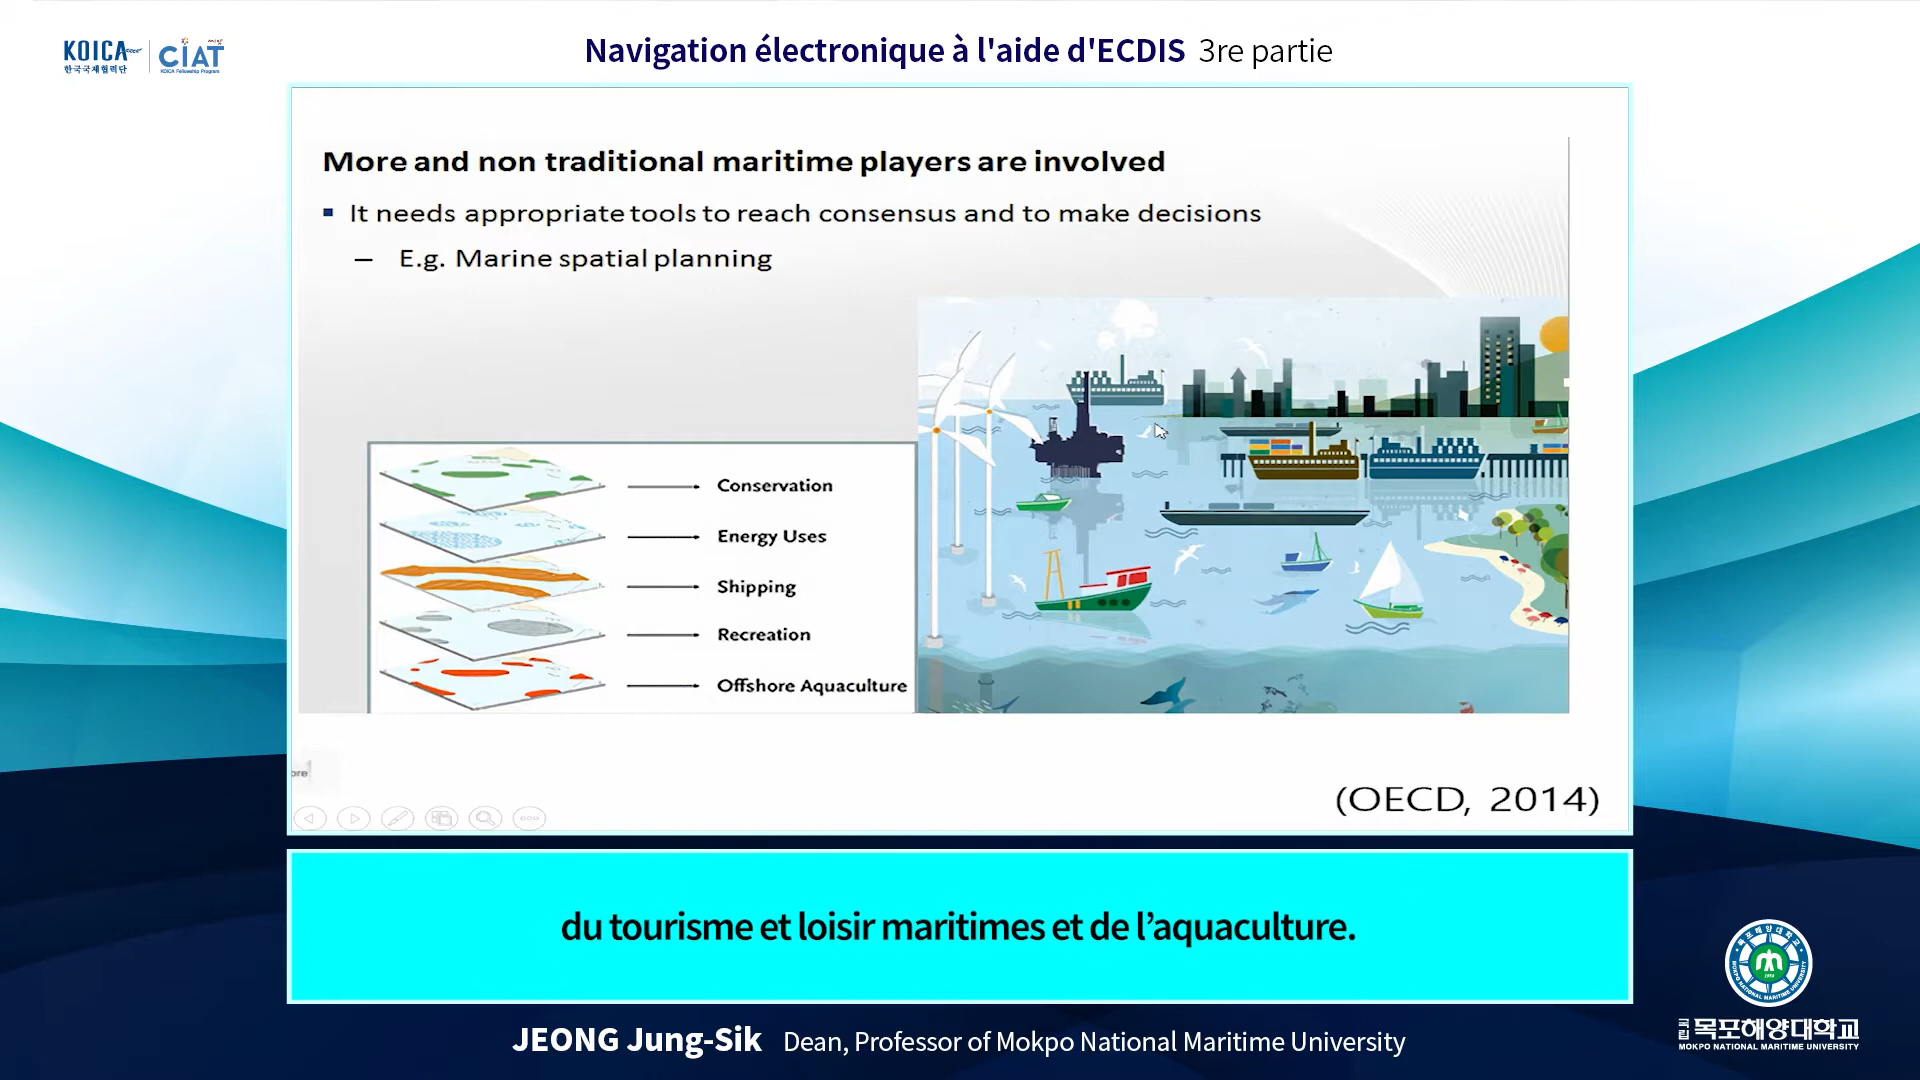 KOICA
한국국제협력단
CIAT
KOICA Fellowship Program
Navigation électronique à l'aide d'ECDIS 3re partie
More and non traditional maritime players are involved
▪ It needs appropriate tools to reach consensus and to make decisions
– E.g. Marine spatial planning
Conservation
Energy Uses
Shipping
Recreation
Offshore Aquaculture
ore
(OECD, 2014)
du tourisme et loisir maritimes et de l’aquaculture.
JEONG Jung-Sik Dean, Professor of Mokpo National Maritime University
국립 목포해양대학교
MOKPO NATIONAL MARITIME UNIVERSITY